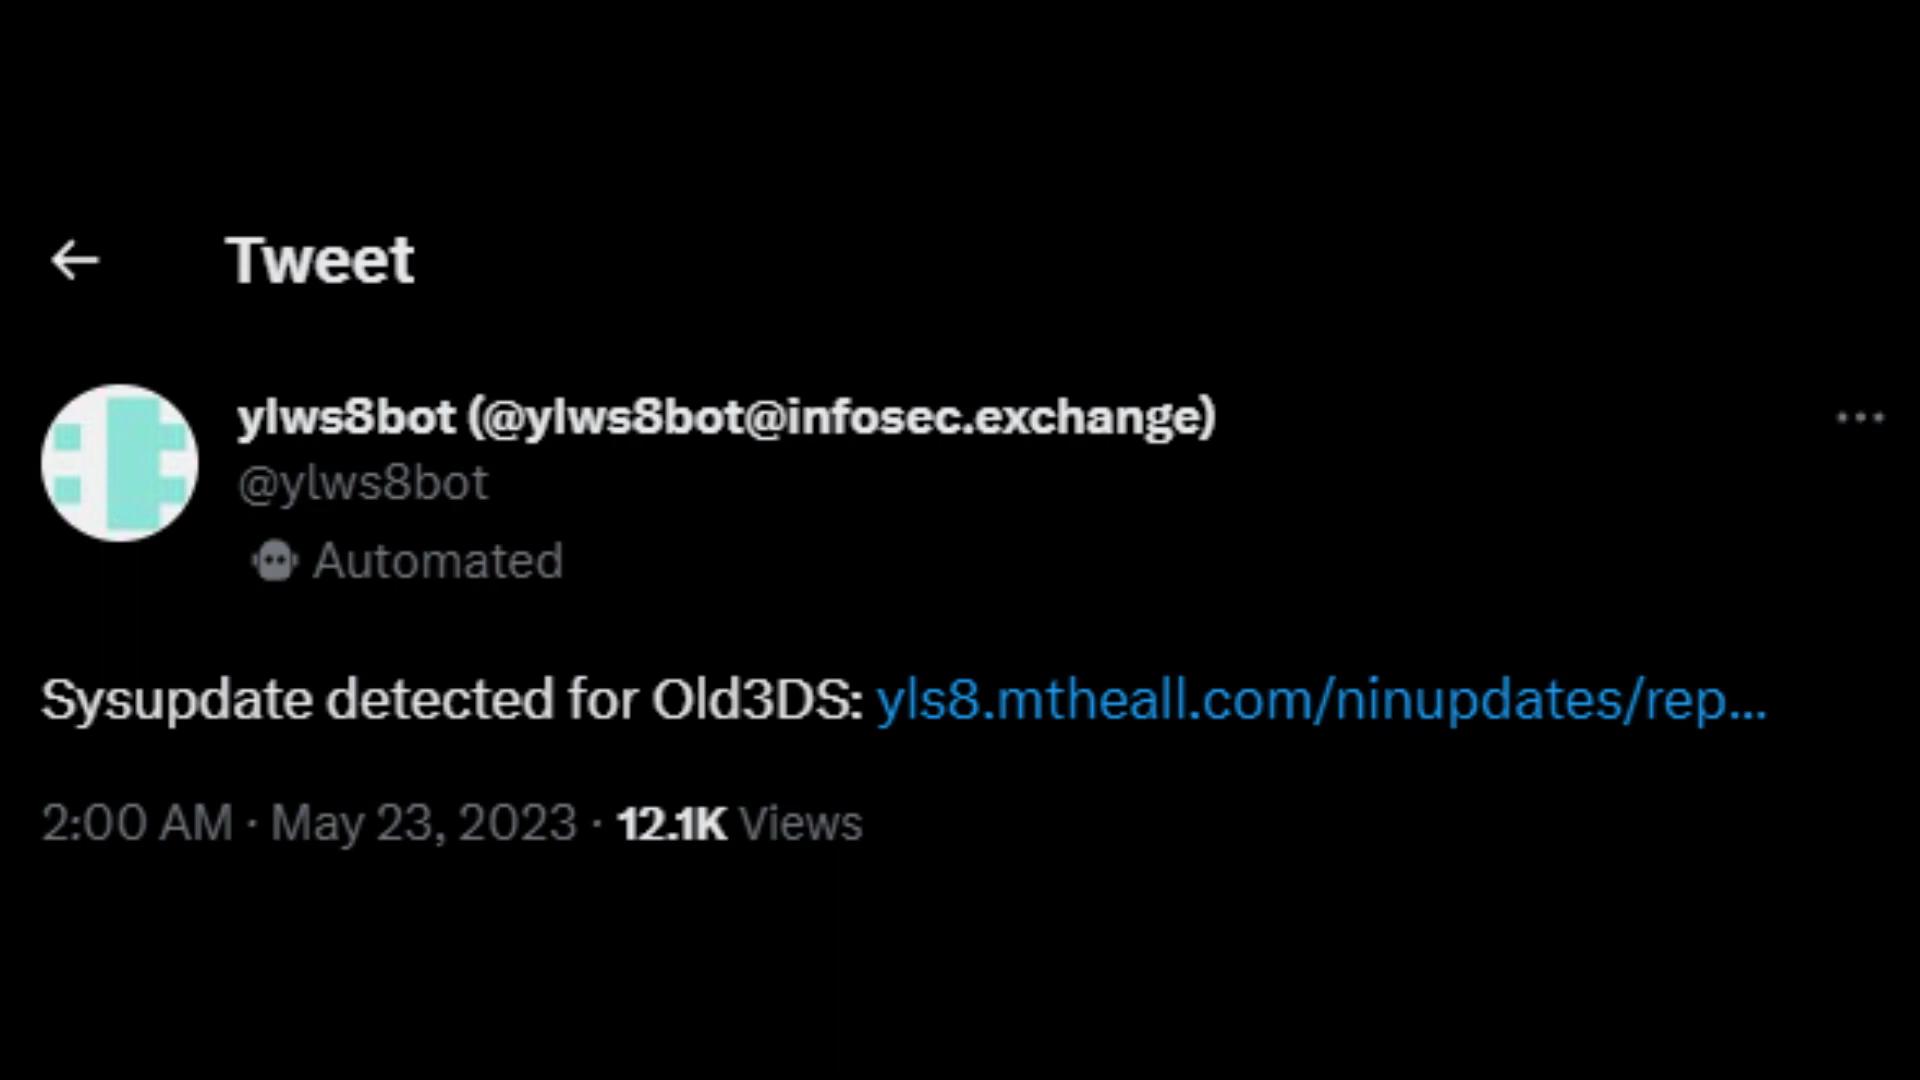 Tweet
ylws8bot (@ylws8bot@infosec.exchange)
@ylws8bot
Automated
Sysupdate detected for Old3DS: yls8.mtheall.com/ninupdates/rep...
2:00 AM · May 23, 2023 · 12.1K Views